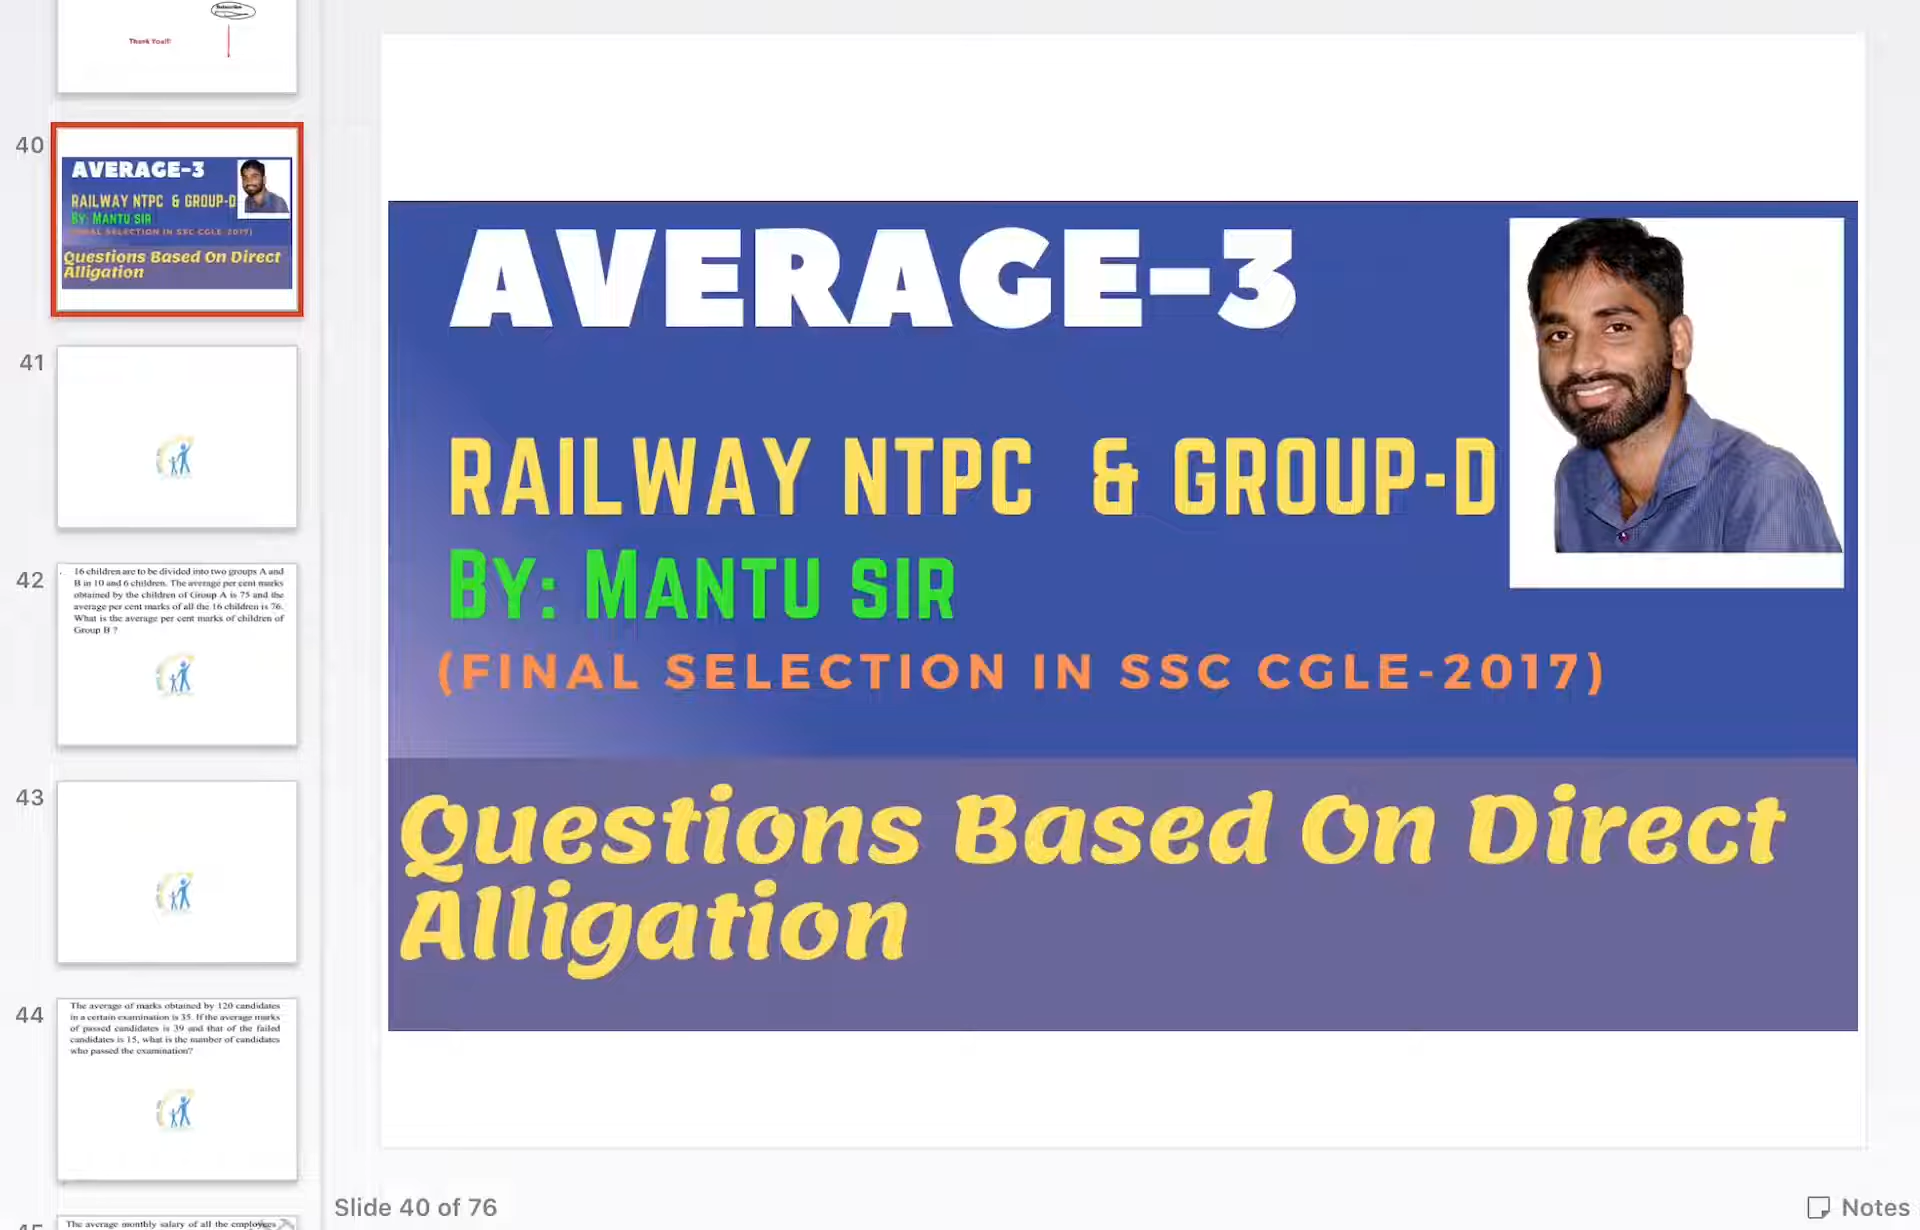 Thank You!!!
40
AVERAGE-3
RAILWAY NTPC & GROUP-D
BY: MANTU SIR
(FINAL SELECTION IN SSC CGLE-2017)
Questions Based On Direct
Alligation
41
42
16 children are to be divided into two groups A and
B in 10 and 6 children. The average per cent marks
obtained by the children of Group A is 75 and the
average per cent marks of all the 16 children is 76.
What is the average per cent marks of children of
Group B ?
43
44
The average of marks obtained by 120 candidates
in a certain examination is 35. If the average marks
of passed candidates is 39 and that of the failed
candidates is 15, what is the number of candidates
who passed the examination?
45
The average monthly salary of all the employees
AVERAGE-3
RAILWAY NTPC & GROUP-D
BY: MANTU SIR
(FINAL SELECTION IN SSC CGLE-2017)
Questions Based On Direct
Alligation
Slide 40 of 76
Notes